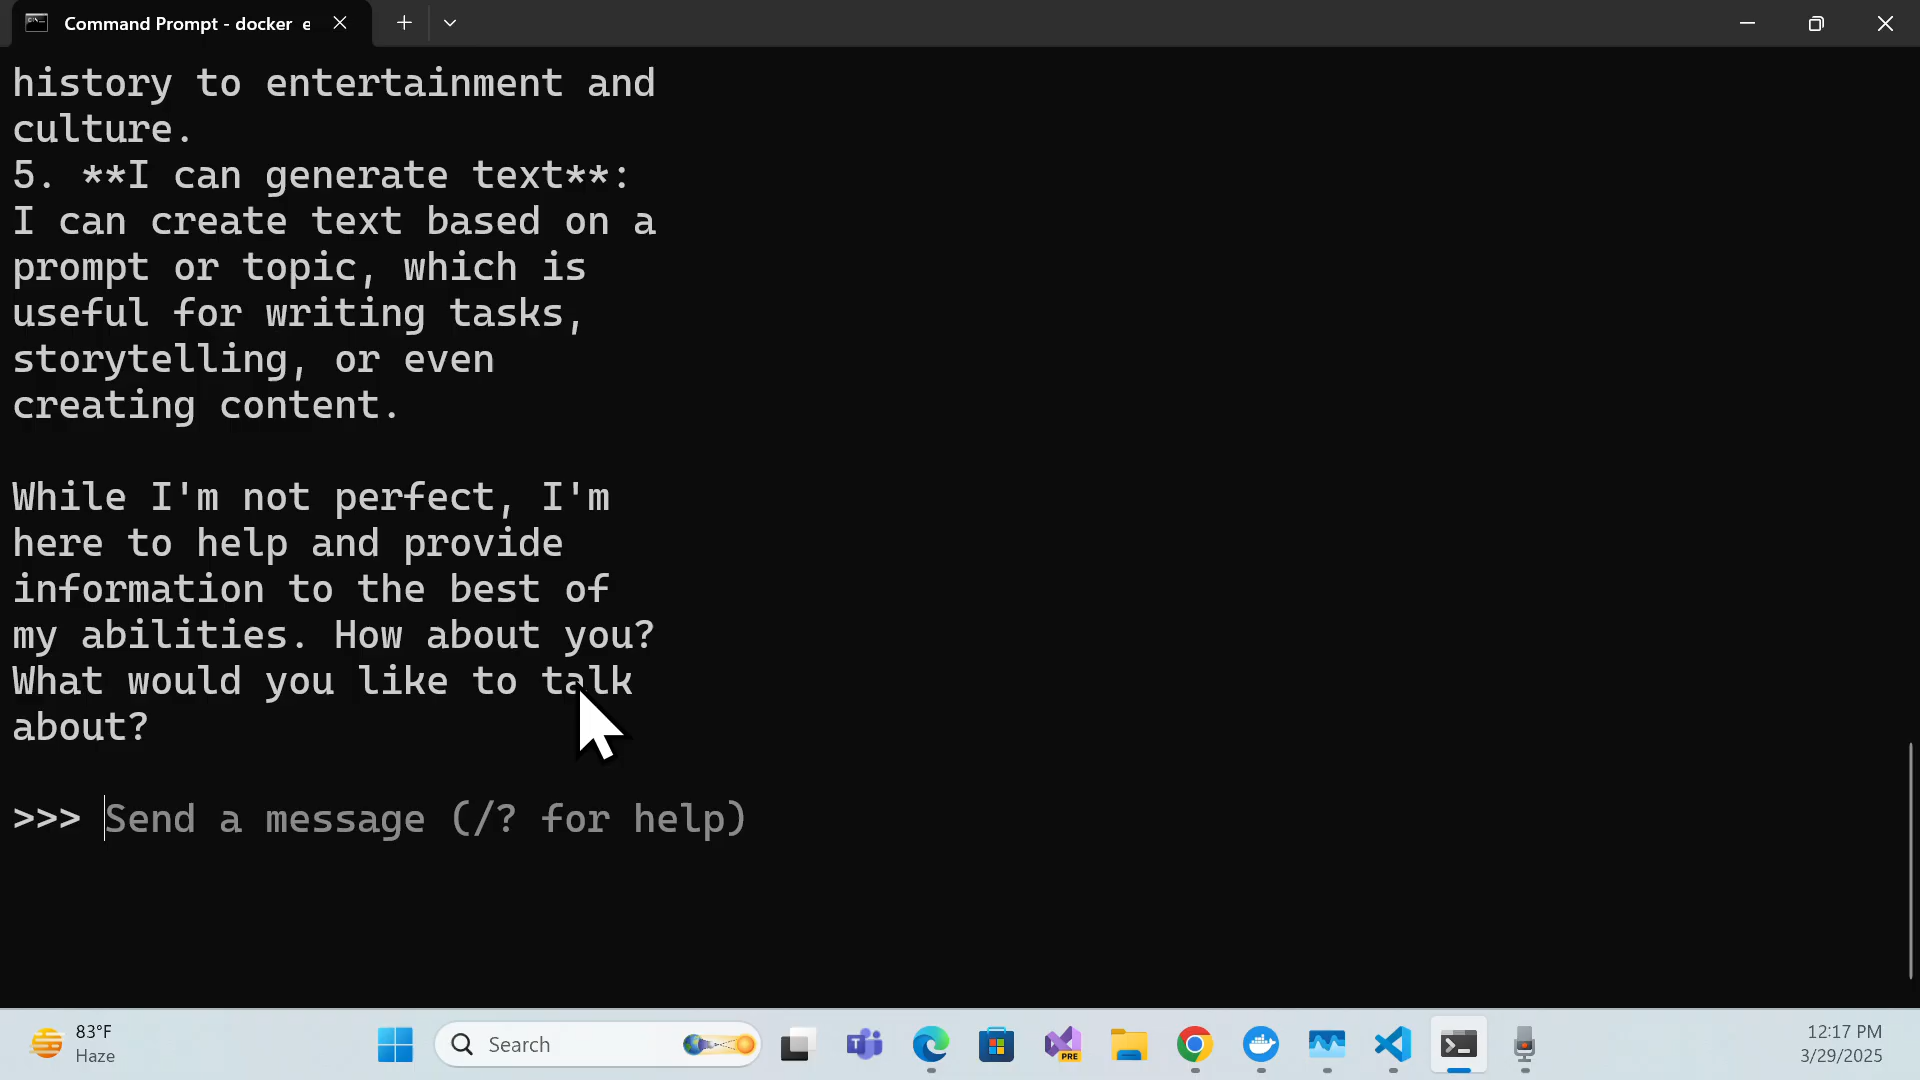 Command Prompt - docker e
history to entertainment and
culture.
5. **I can generate text**:
I can create text based on a
prompt or topic, which is
useful for writing tasks,
storytelling, or even
creating content.
While I'm not perfect, I'm
here to help and provide
information to the best of
my abilities. How about you?
What would you like to talk
about?
>>> Send a message (/? for help)
83°F
Haze
Search
PRE
12:17 PM
3/29/2025